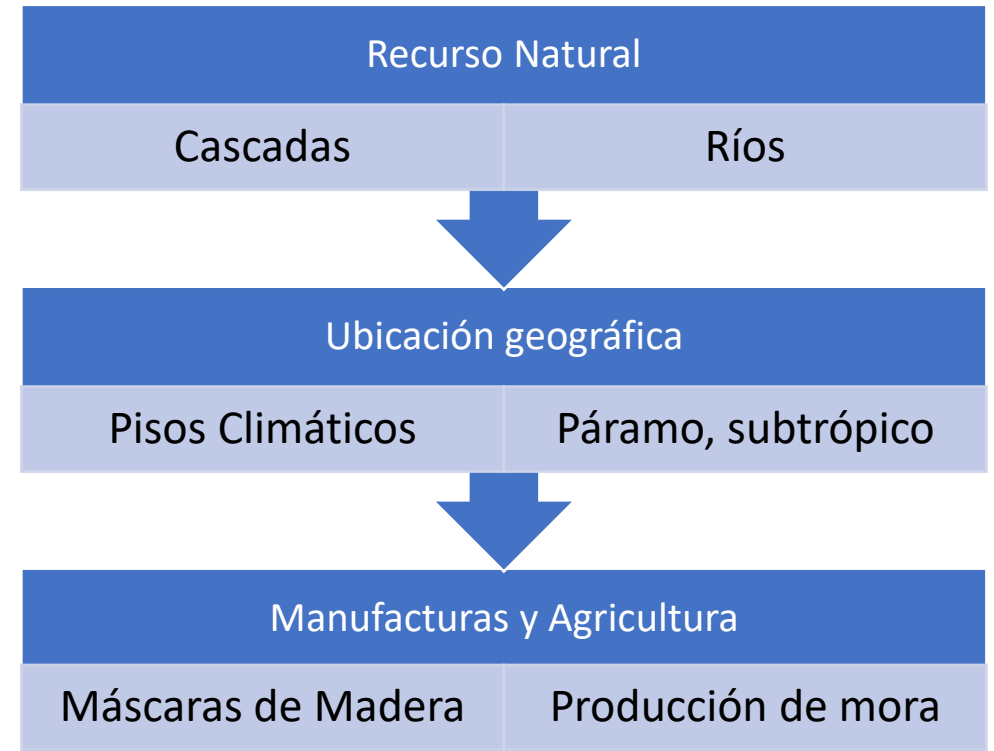 Recurso Natural
Cascadas
Ríos
Ubicación geográfica
Pisos Climáticos
Páramo, subtrópico
Manufacturas y Agricultura
Máscaras de Madera
Producción de mora